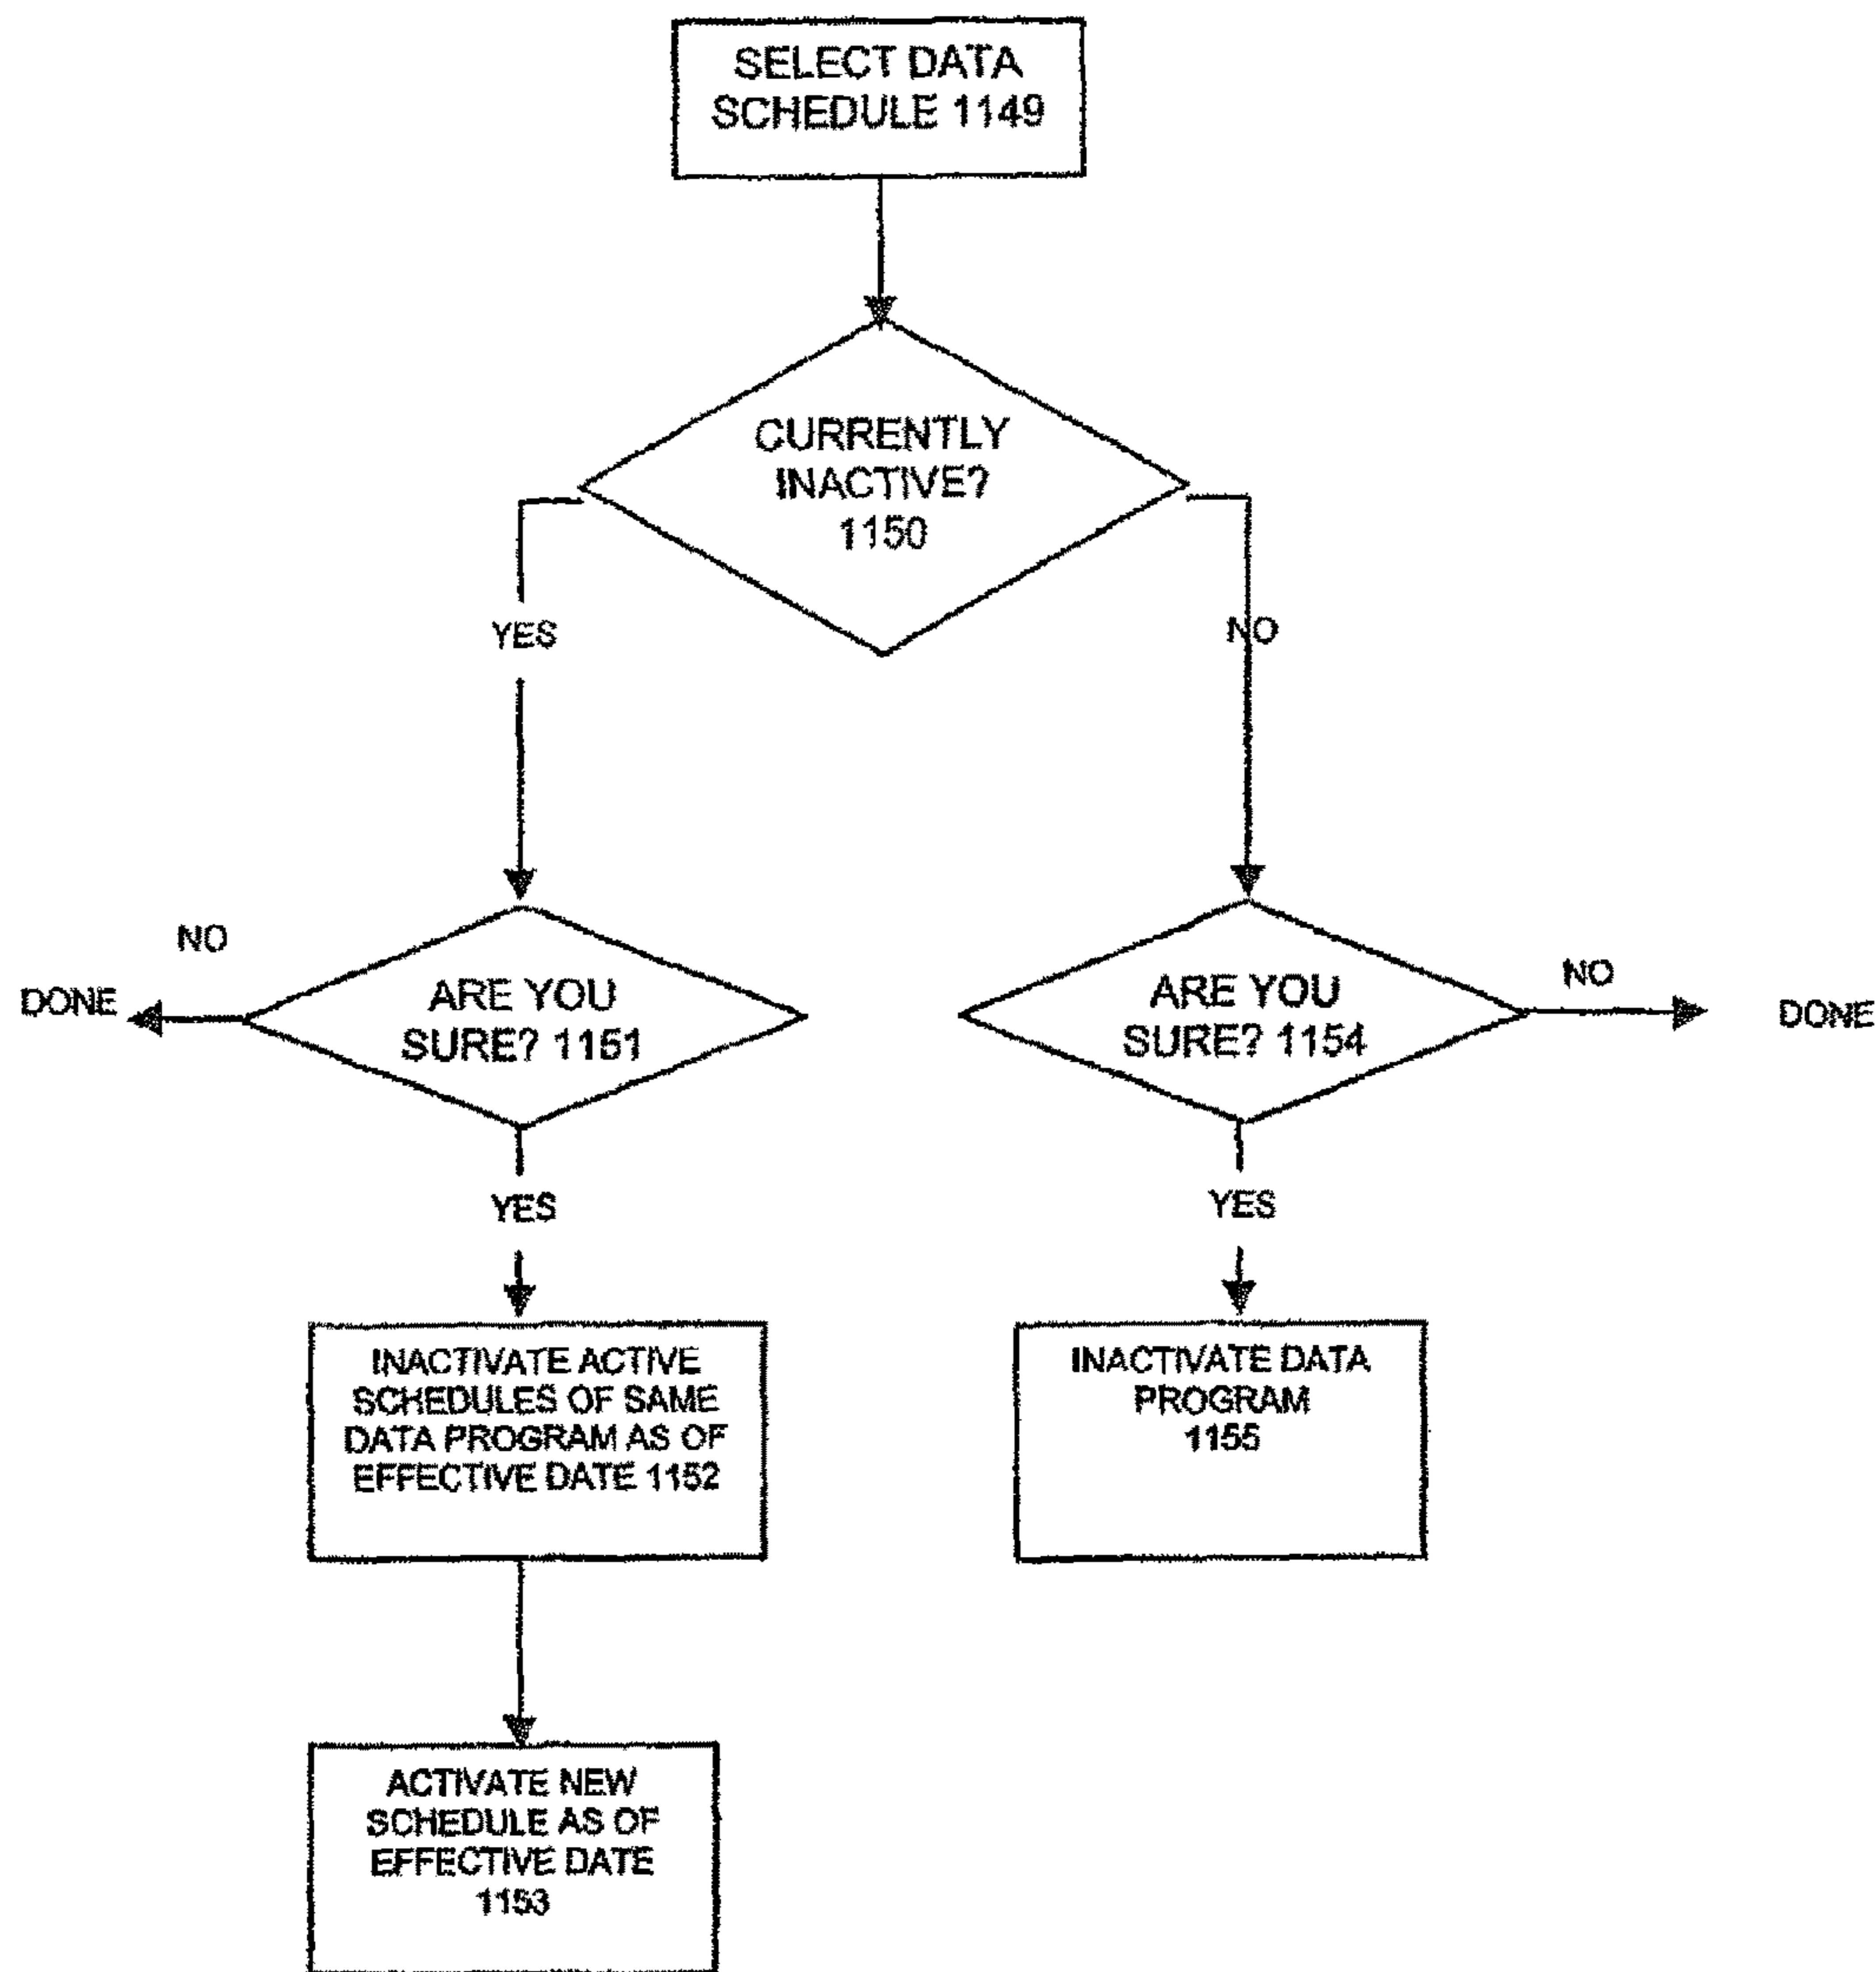 SELECT DATA
SCHEDULE 1149
CURRENTLY
INACTIVE?
1150
YES
NO
NO
DONE
ARE YOU
SURE? 1151
ARE YOU
SURE? 1154
NO
DONE
YES
YES
INACTIVATE ACTIVE
SCHEDULES OF SAME
DATA PROGRAM AS OF
EFFECTIVE DATE 1152
INACTIVATE DATA
PROGRAM
1155
ACTIVATE NEW
SCHEDULE AS OF
EFFECTIVE DATE
1153